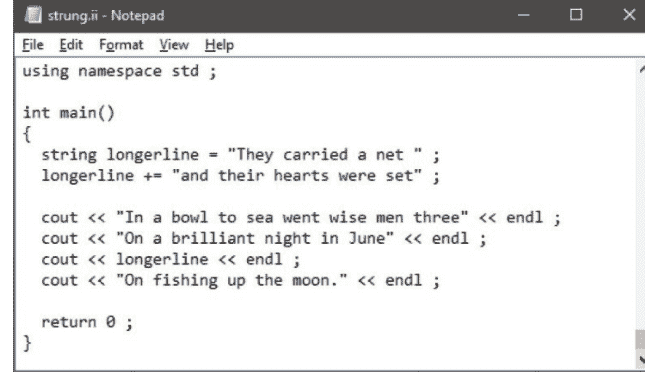 strung.ii - Notepad
File Edit Format View Help
using namespace std ;
int main()
{
string longerline = "They carried a net " ;
longerline += "and their hearts were set" ;
cout << "In a bowl to sea went wise men three" << endl ;
cout << "On a brilliant night in June" << endl ;
cout << longerline << endl ;
cout << "On fishing up the moon." << endl ;
return 0 ;
}